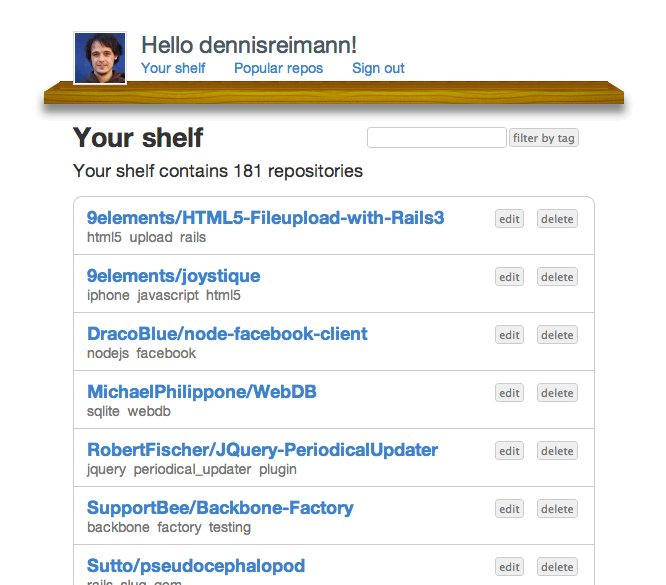 Hello dennisreimann!
Your shelf Popular repos Sign out
Your shelf
filter by tag
Your shelf contains 181 repositories
9elements/HTML5-Fileupload-with-Rails3
edit delete
html5 upload rails
9elements/joystique
edit delete
iphone javascript html5
DracoBlue/node-facebook-client
edit delete
nodejs facebook
MichaelPhilippone/WebDB
edit delete
sqlite webdb
RobertFischer/JQuery-PeriodicalUpdater
edit delete
jquery periodical_updater plugin
SupportBee/Backbone-Factory
edit delete
backbone factory testing
Sutto/pseudocephalopod
edit delete
rails slug gem